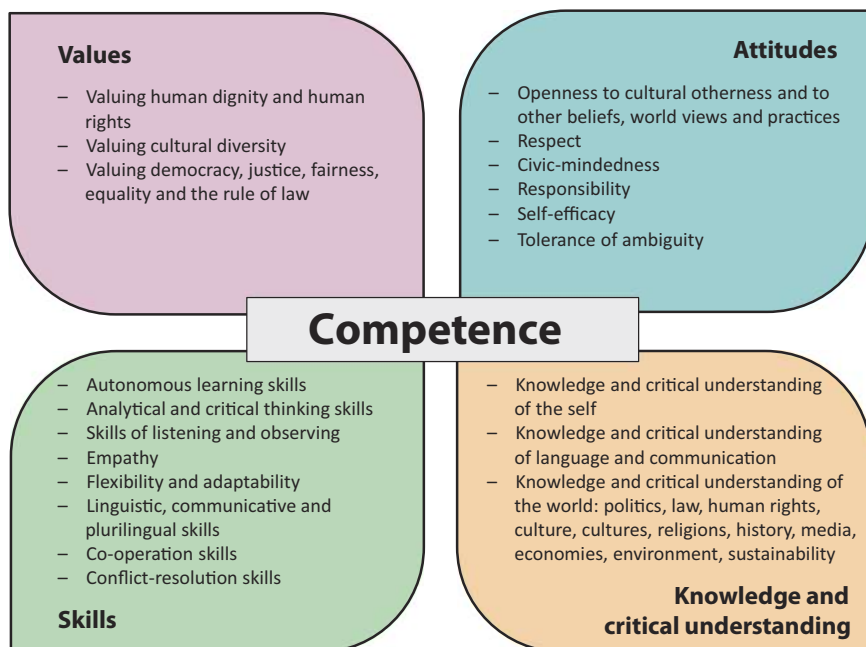 Values
– Valuing human dignity and human
rights
– Valuing cultural diversity
– Valuing democracy, justice, fairness,
equality and the rule of law
Attitudes
– Openness to cultural otherness and to
other beliefs, world views and practices
– Respect
– Civic-mindedness
– Responsibility
– Self-efficacy
– Tolerance of ambiguity
Competence
– Autonomous learning skills
– Analytical and critical thinking skills
– Skills of listening and observing
– Empathy
– Flexibility and adaptability
– Linguistic, communicative and
plurilingual skills
– Co-operation skills
– Conflict-resolution skills
Skills
– Knowledge and critical understanding
of the self
– Knowledge and critical understanding
of language and communication
– Knowledge and critical understanding of
the world: politics, law, human rights,
culture, cultures, religions, history, media,
economies, environment, sustainability
Knowledge and
critical understanding